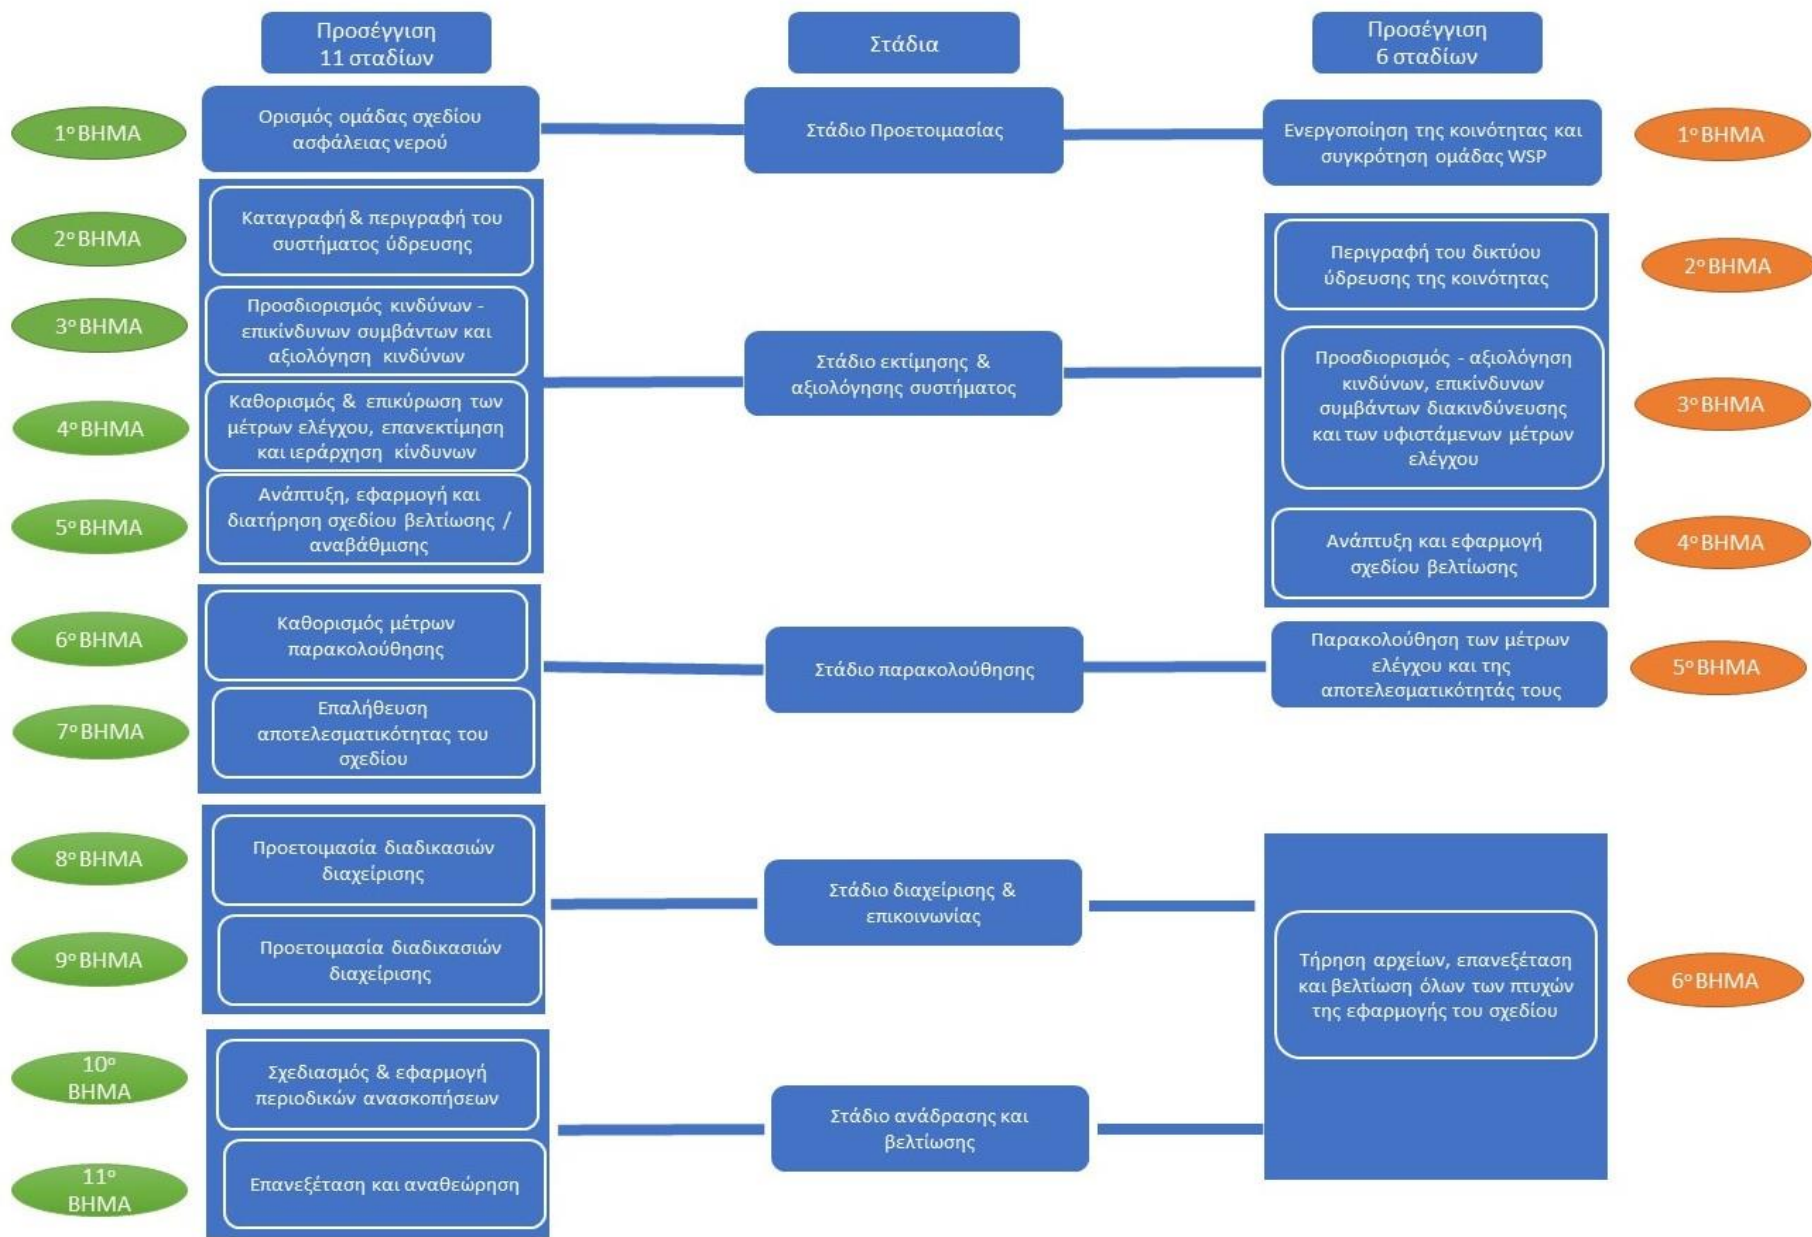 Προσέγγιση
11 σταδίων
Στάδια
Προσέγγιση
6 σταδίων
1ο ΒΗΜΑ
Ορισμός ομάδας σχεδίου
ασφάλειας νερού
Στάδιο Προετοιμασίας
Ενεργοποίηση της κοινότητας και
συγκρότηση ομάδας WSP
1ο ΒΗΜΑ
2ο ΒΗΜΑ
Καταγραφή & περιγραφή του
συστήματος ύδρευσης
3ο ΒΗΜΑ
Προσδιορισμός κινδύνων -
επικίνδυνων συμβάντων και
αξιολόγηση κινδύνων
4ο ΒΗΜΑ
Καθορισμός & επικύρωση των
μέτρων ελέγχου, επανεκτίμηση
και ιεράρχηση κίνδυνων
5ο ΒΗΜΑ
Ανάπτυξη, εφαρμογή και
διατήρηση σχεδίου βελτίωσης /
αναβάθμισης
Στάδιο εκτίμησης &
αξιολόγησης συστήματος
Περιγραφή του δικτύου
ύδρευσης της κοινότητας
2ο ΒΗΜΑ
Προσδιορισμός - αξιολόγηση
κινδύνων, επικίνδυνων
συμβάντων διακινδύνευσης
και των υφιστάμενων μέτρων
ελέγχου
3ο ΒΗΜΑ
Ανάπτυξη και εφαρμογή
σχεδίου βελτίωσης
4ο ΒΗΜΑ
6ο ΒΗΜΑ
Καθορισμός μέτρων
παρακολούθησης
7ο ΒΗΜΑ
Επαλήθευση
αποτελεσματικότητας του
σχεδίου
Στάδιο παρακολούθησης
Παρακολούθηση των μέτρων
ελέγχου και της
αποτελεσματικότητάς τους
5ο ΒΗΜΑ
8ο ΒΗΜΑ
Προετοιμασία διαδικασιών
διαχείρισης
9ο ΒΗΜΑ
Προετοιμασία διαδικασιών
διαχείρισης
Στάδιο διαχείρισης &
επικοινωνίας
Τήρηση αρχείων, επανεξέταση
και βελτίωση όλων των πτυχών
της εφαρμογής του σχεδίου
6ο ΒΗΜΑ
10ο
ΒΗΜΑ
Σχεδιασμός & εφαρμογή
περιοδικών ανασκοπήσεων
11ο
ΒΗΜΑ
Επανεξέταση και αναθεώρηση
Στάδιο ανάδρασης και
βελτίωσης